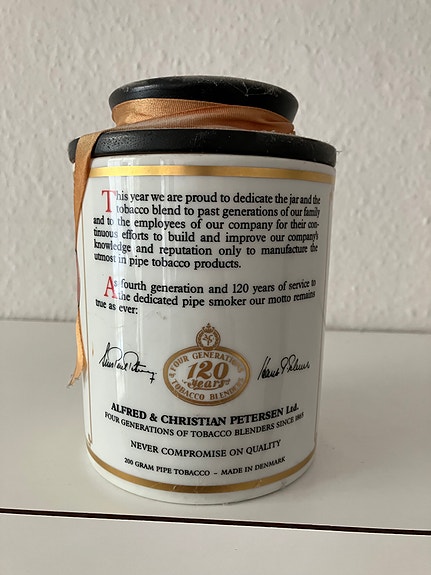 This year we are proud to dedicate the jar and the
tobacco blend to past generations of our family
and to the employees of our company for their con-
tinuous efforts to build and improve our company's
knowledge and reputation only to manufacture the
utmost in pipe tobacco products.
As fourth generation and 120 years of service to
the dedicated pipe smoker our motto remains
true as ever:
4 FOUR GENERATIONS
120
years
TOBACCO BLENDERS
ALFRED & CHRISTIAN PETERSEN Ltd.
FOUR GENERATIONS OF TOBACCO BLENDERS SINCE 1865
NEVER COMPROMISE ON QUALITY
200 GRAM PIPE TOBACCO - MADE IN DENMARK